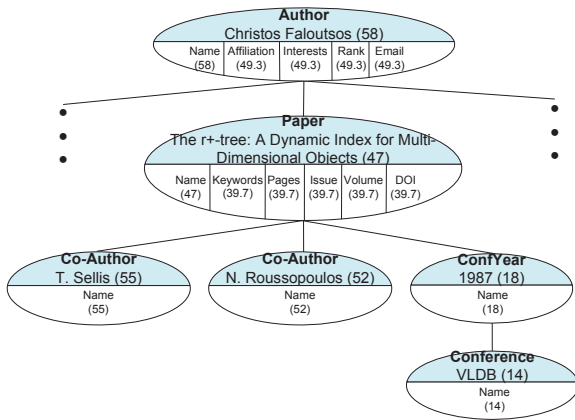 Author
Christos Faloutsos (58)
Name Affiliation Interests Rank Email
(58) (49.3) (49.3) (49.3) (49.3)
Paper
The r+-tree: A Dynamic Index for Multi-
Dimensional Objects (47)
Name Keywords Pages Issue Volume DOI
(47) (39.7) (39.7) (39.7) (39.7) (39.7)
Co-Author
T. Sellis (55)
Name
(55)
Co-Author
N. Roussopoulos (52)
Name
(52)
ConfYear
1987 (18)
Name
(18)
Conference
VLDB (14)
Name
(14)